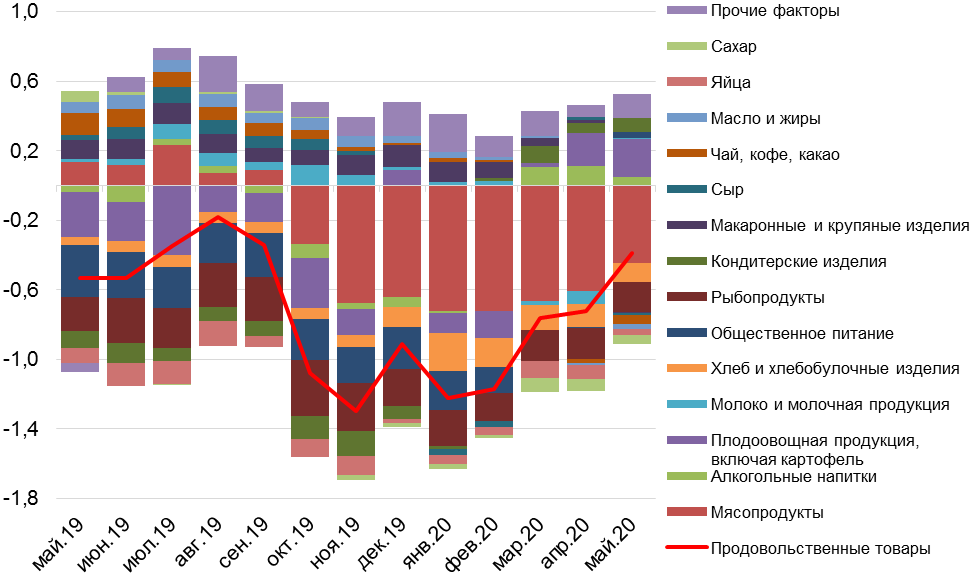 1,0
0,6
0,2
-0,2
-0,6
-1,0
-1,4
-1,8
май.19
июн.19
июл.19
авг.19
сен.19
окт.19
ноя.19
дек.19
янв.20
фев.20
мар.20
апр.20
май.20
Прочие факторы
Сахар
Яйца
Масло и жиры
Чай, кофе, какао
Сыр
Макаронные и крупяные изделия
Кондитерские изделия
Рыбопродукты
Общественное питание
Хлеб и хлебобулочные изделия
Молоко и молочная продукция
Плодоовощная продукция,
включая картофель
Алкогольные напитки
Мясопродукты
Продовольственные товары